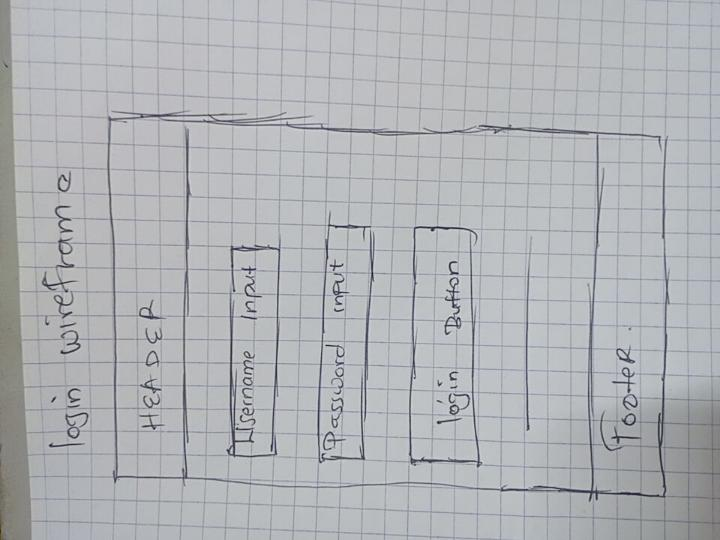 login wireframe
HEADER
Username Input
Password input
login Button
Footer.